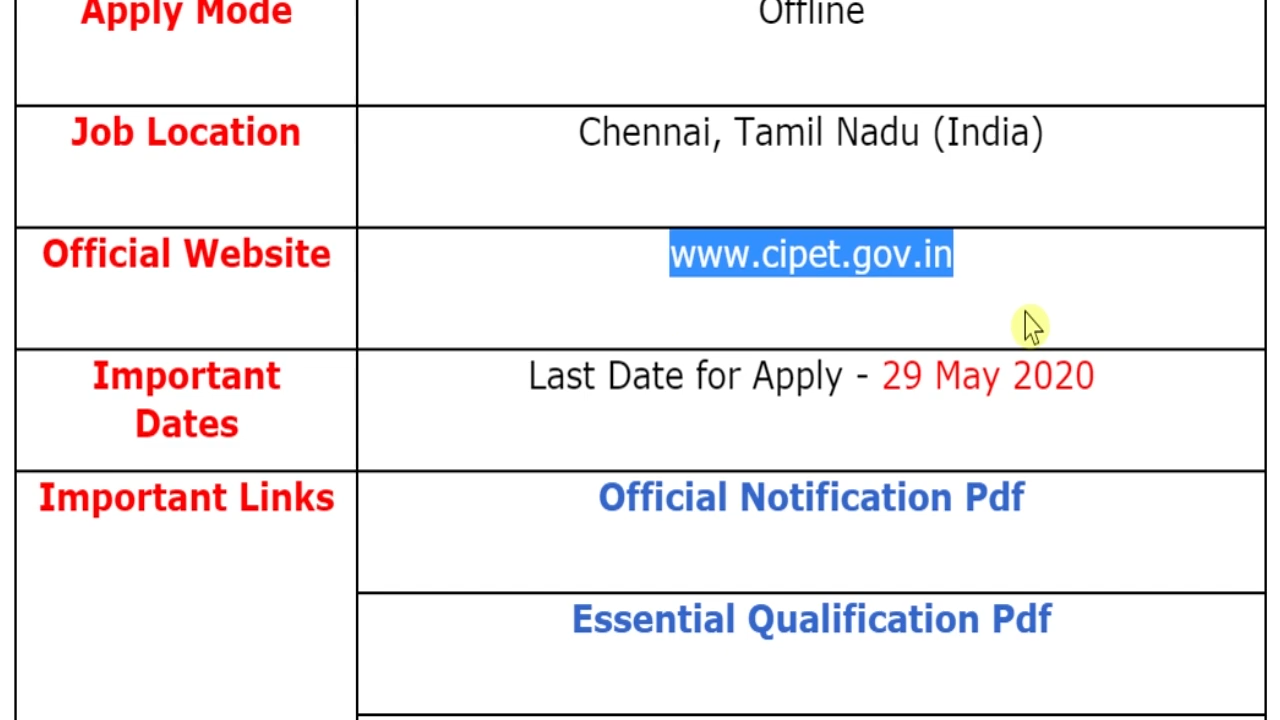 Apply Mode
Offline
Job Location
Chennai, Tamil Nadu (India)
Official Website
www.cipet.gov.in
Important
Dates
Last Date for Apply - 29 May 2020
Important Links
Official Notification Pdf
Essential Qualification Pdf